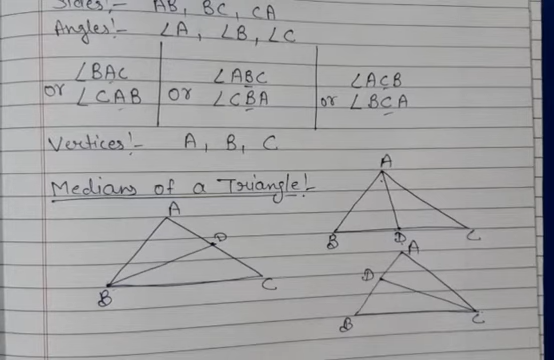 Sides:- AB, BC, CA
Angles:- ∠A, ∠B, ∠C
∠BAC ∠ABC ∠ACB
or ∠CAB or ∠CBA or ∠BCA
Vertices:- A, B, C
Medians of a Triangle:-
A
B D C
A
D
B C
A
D
B C